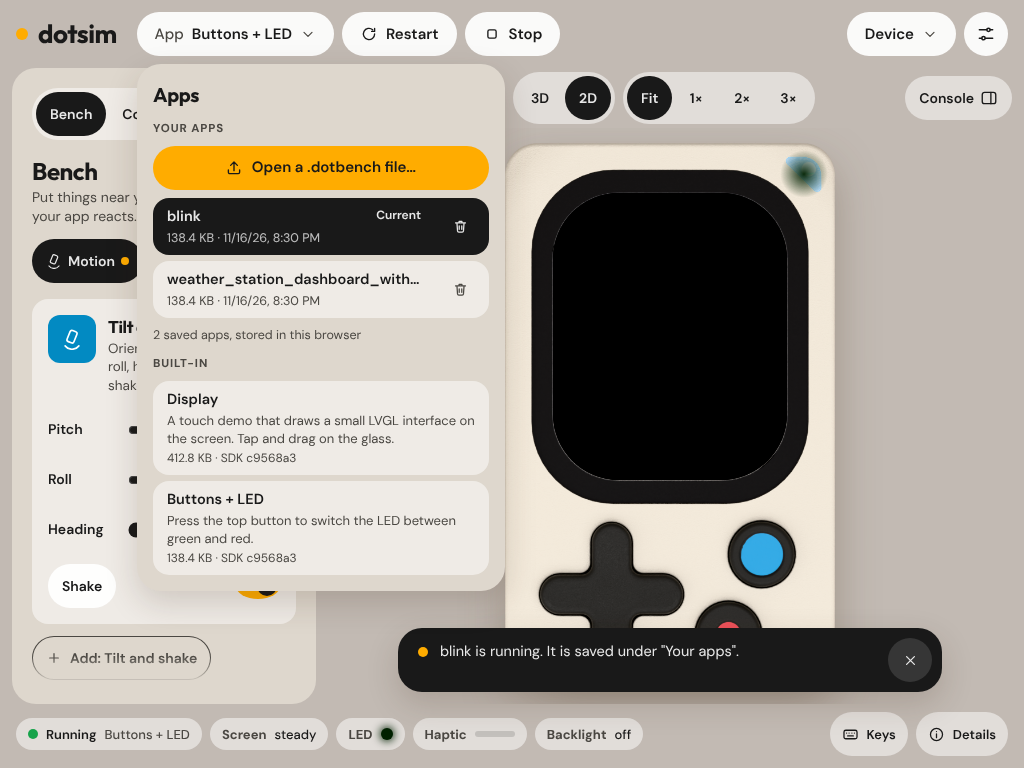 dotsim
App Buttons + LED
Restart
Stop
Device
Bench
Bench
Put things near
your app reacts.
Motion
Pitch
Roll
Heading
Shake
Add: Tilt and shake
Apps
YOUR APPS
Open a .dotbench file...
blink
Current
138.4 KB · 11/16/26, 8:30 PM
weather_station_dashboard_with...
138.4 KB · 11/16/26, 8:30 PM
2 saved apps, stored in this browser
BUILT-IN
Display
A touch demo that draws a small LVGL interface on
the screen. Tap and drag on the glass.
412.8 KB · SDK c9568a3
Buttons + LED
Press the top button to switch the LED between
green and red.
138.4 KB · SDK c9568a3
3D
2D
Fit
1×
2×
3×
Console
blink is running. It is saved under "Your apps".
Running Buttons + LED
Screen steady
LED
Haptic
Backlight off
Keys
Details